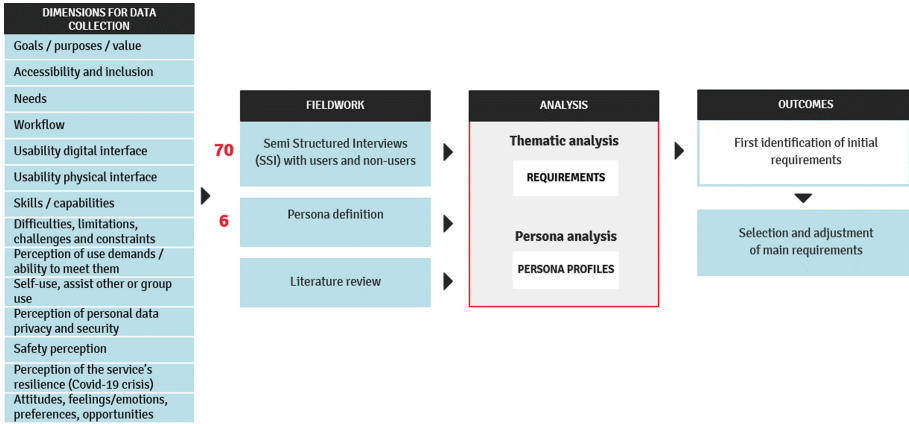 DIMENSIONS FOR DATA
COLLECTION
Goals / purposes / value
Accessibility and inclusion
Needs
Workflow
Usability digital interface
Usability physical interface
Skills / capabilities
Difficulties, limitations,
challenges and constraints
Perception of use demands /
ability to meet them
Self-use, assist other or group
use
Perception of personal data
privacy and security
Safety perception
Perception of the service's
resilience (Covid-19 crisis)
Attitudes, feelings/emotions,
preferences, opportunities
FIELDWORK
70
Semi Structured Interviews
(SSI) with users and non-users
6
Persona definition
Literature review
ANALYSIS
Thematic analysis
REQUIREMENTS
Persona analysis
PERSONA PROFILES
OUTCOMES
First identification of initial
requirements
Selection and adjustment
of main requirements